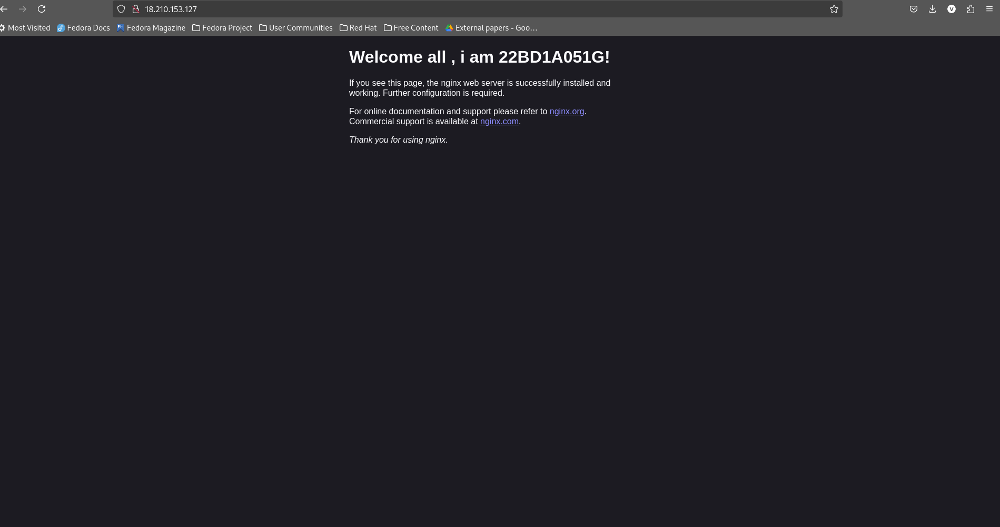 18.210.153.127
Most Visited Fedora Docs Fedora Magazine Fedora Project User Communities Red Hat Free Content External papers - Goo...
Welcome all , i am 22BD1A051G!
If you see this page, the nginx web server is successfully installed and
working. Further configuration is required.
For online documentation and support please refer to nginx.org.
Commercial support is available at nginx.com.
Thank you for using nginx.